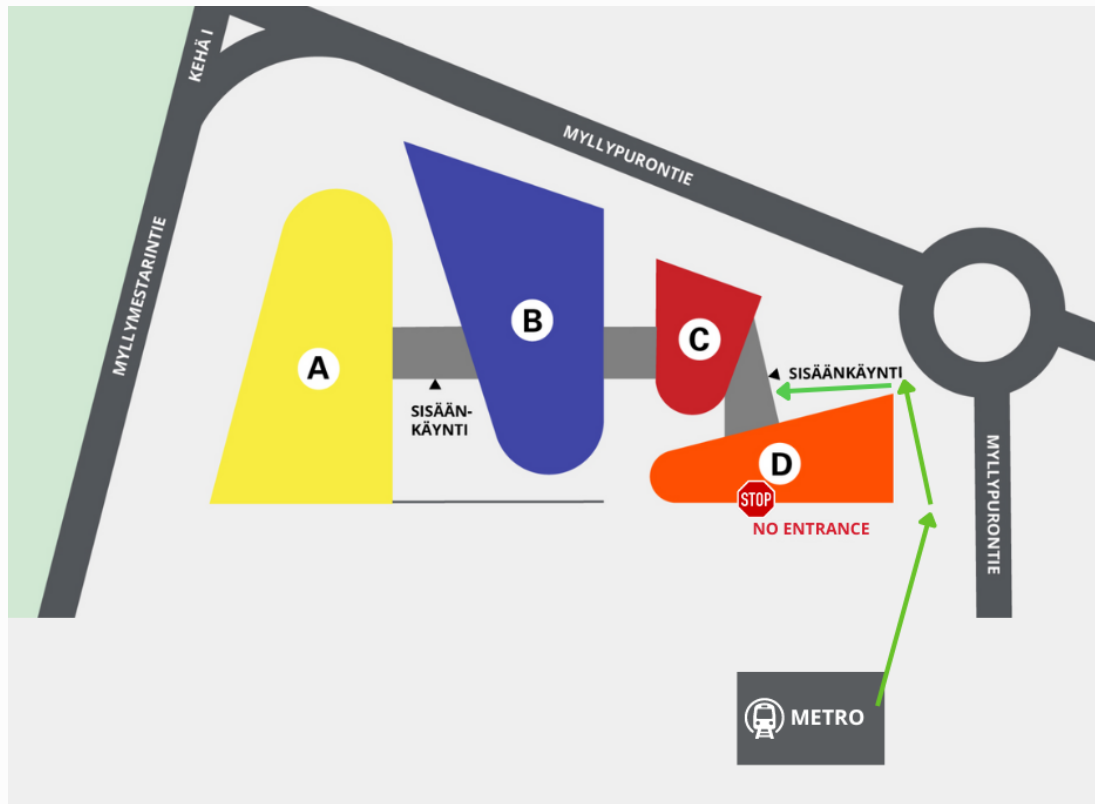 KEHÄ I
MYLLYPURONTIE
MYLLYMESTARINTIE
B
C
A
SISÄÄNKÄYNTI
SISÄÄN-
KÄYNTI
D
MYLLYPURONTIE
STOP
NO ENTRANCE
METRO